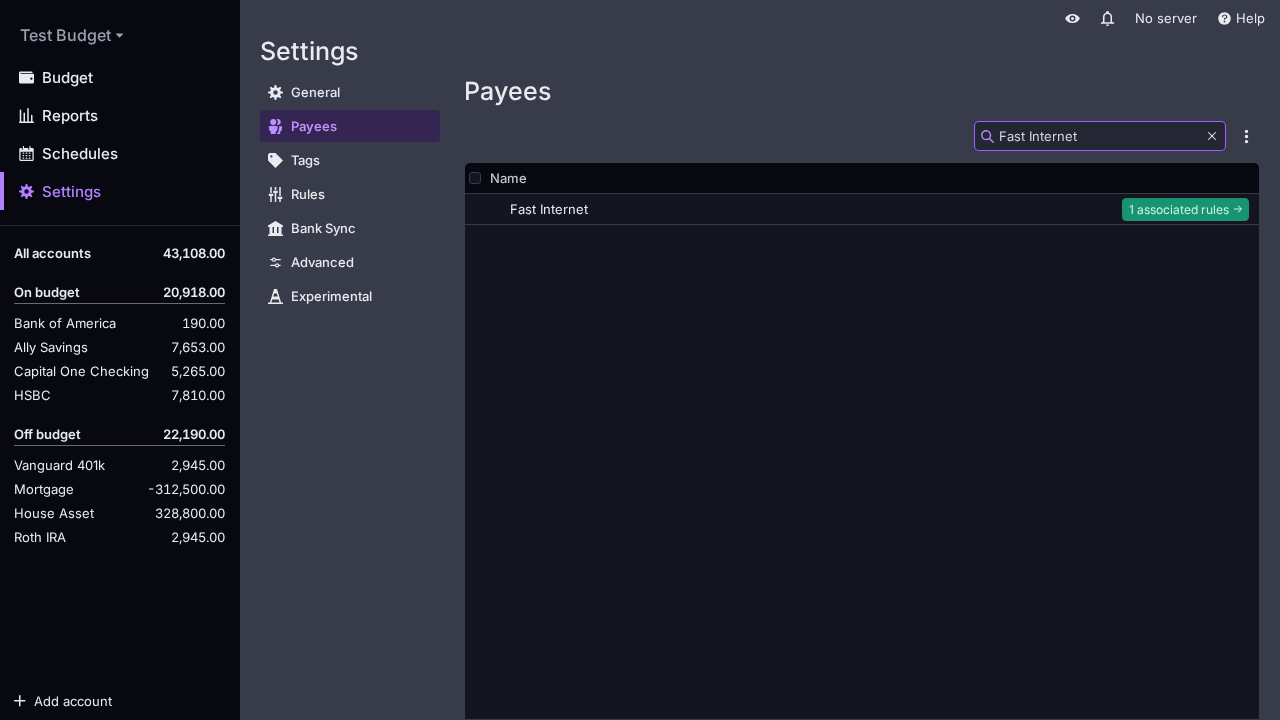 Test Budget
Budget
Reports
Schedules
Settings
All accounts 43,108.00
On budget 20,918.00
Bank of America 190.00
Ally Savings 7,653.00
Capital One Checking 5,265.00
HSBC 7,810.00
Off budget 22,190.00
Vanguard 401k 2,945.00
Mortgage -312,500.00
House Asset 328,800.00
Roth IRA 2,945.00
Add account
No server
Help
Settings
General
Payees
Tags
Rules
Bank Sync
Advanced
Experimental
Payees
Fast Internet
Name
Fast Internet
1 associated rules